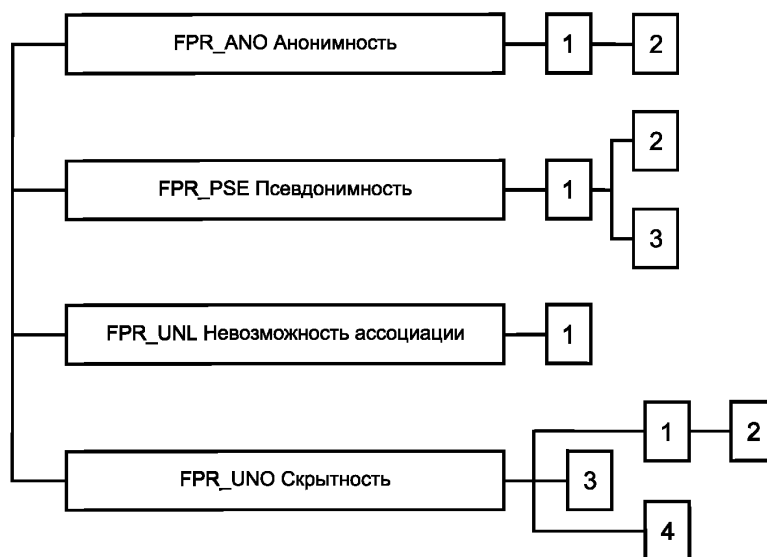 FPR_ANO Анонимность 1 2
2
FPR_PSE Псевдонимность 1
3
FPR_UNL Невозможность ассоциации 1
1 2
FPR_UNO Скрытность 3
4